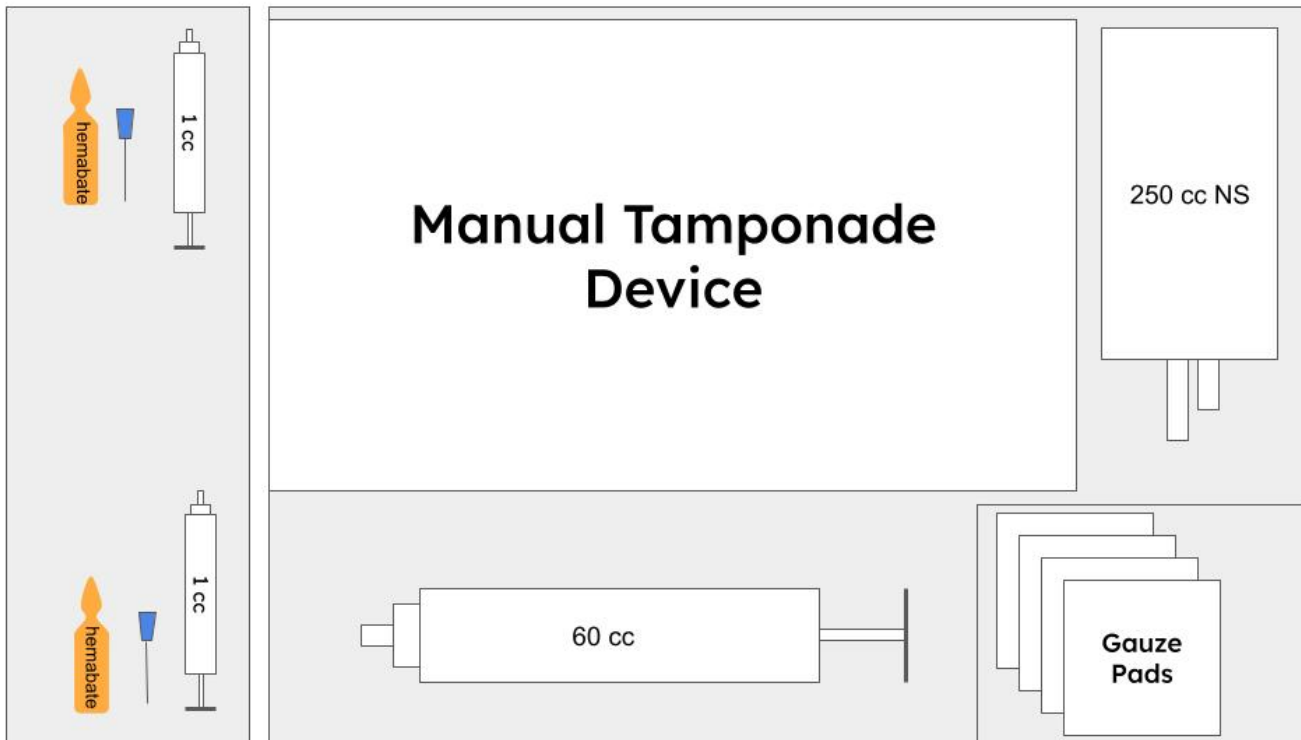 hemabate
1 cc
Manual Tamponade
Device
250 cc NS
hemabate
1 cc
60 cc
Gauze
Pads